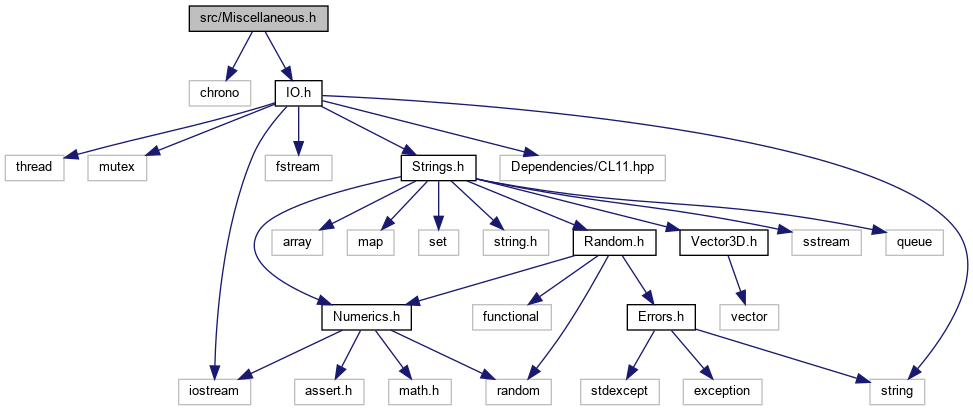 src/Miscellaneous.h
chrono
IO.h
thread
mutex
fstream
Strings.h
Dependencies/CL11.hpp
array
map
set
string.h
Random.h
Vector3D.h
sstream
queue
Numerics.h
functional
Errors.h
vector
iostream
assert.h
math.h
random
stdexcept
exception
string